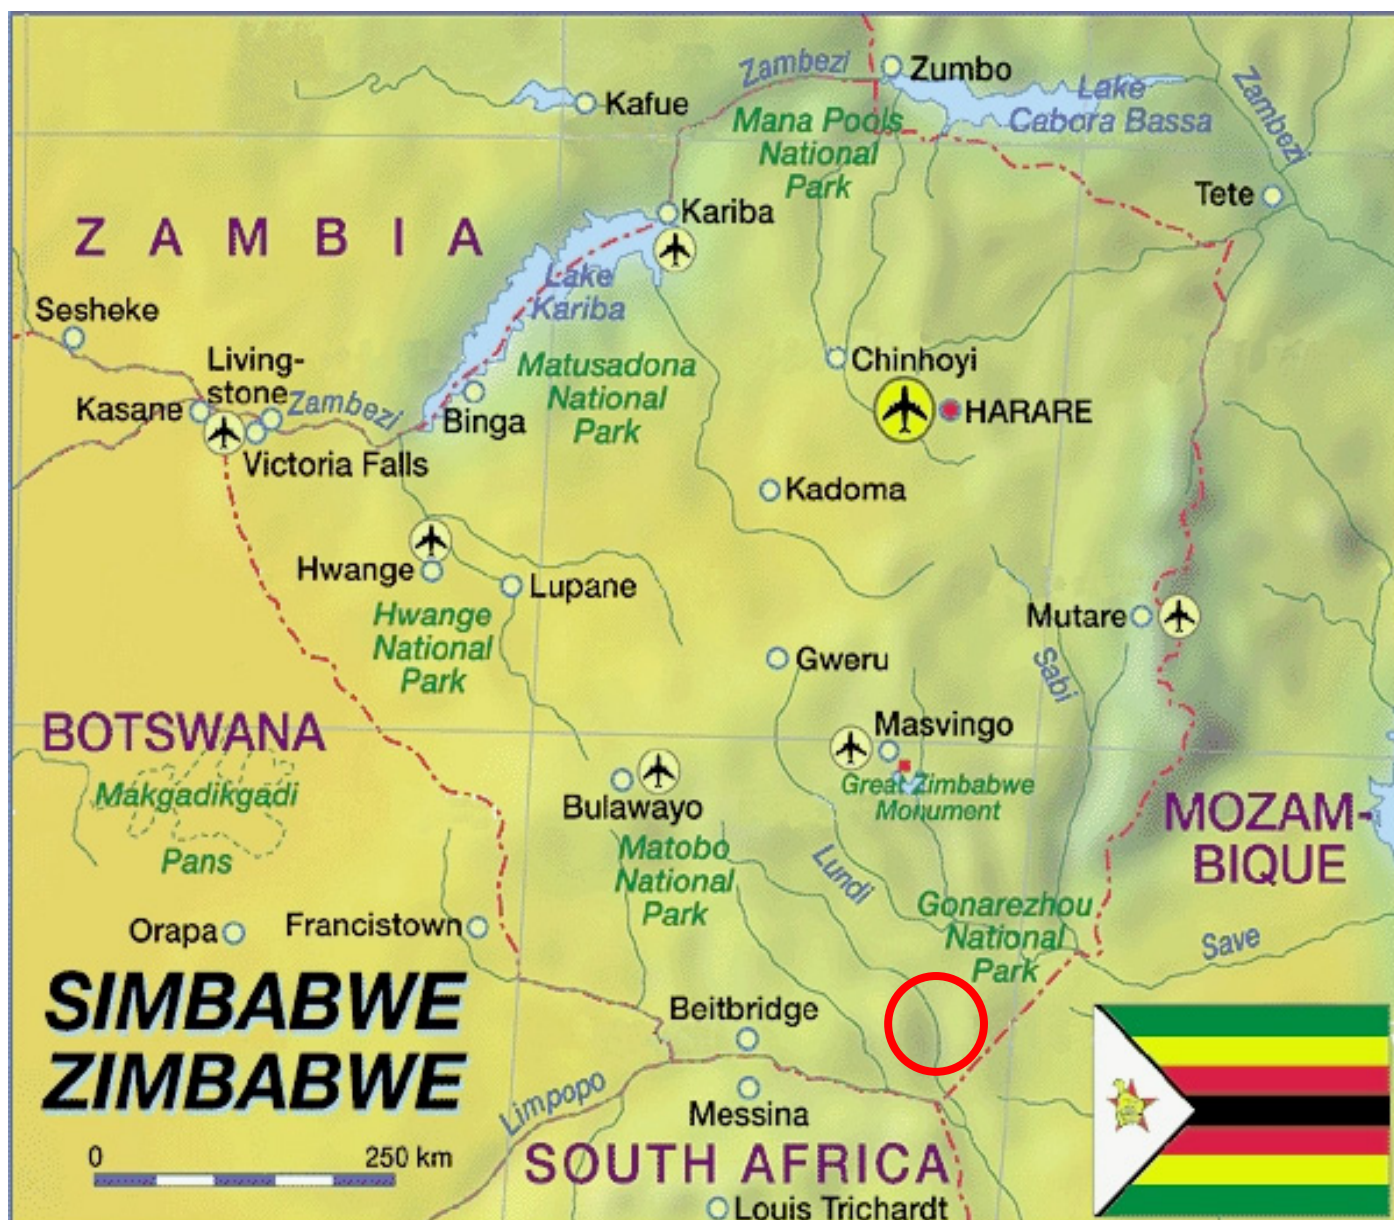 Zambezi
Zumbo
Lake
Cabora Bassa
Zambezi
Kafue
Mana Pools
National
Park
Tete
Kariba
ZAMBIA
Lake
Kariba
Sesheke
Living-
stone
Kasane
Zambezi
Victoria Falls
Binga
Matusadona
National
Park
Chinhoyi
HARARE
Kadoma
Hwange
Lupane
Hwange
National
Park
Mutare
Gweru
Sabi
BOTSWANA
Makgadikgadi
Pans
Masvingo
Great Zimbabwe
Monument
Bulawayo
Matobo
National
Park
Lundi
MOZAM-
BIQUE
Gonarezhou
National
Park
Save
Orapa
Francistown
SIMBABWE
ZIMBABWE
Beitbridge
Limpopo
Messina
0 250 km
SOUTH AFRICA
Louis Trichardt